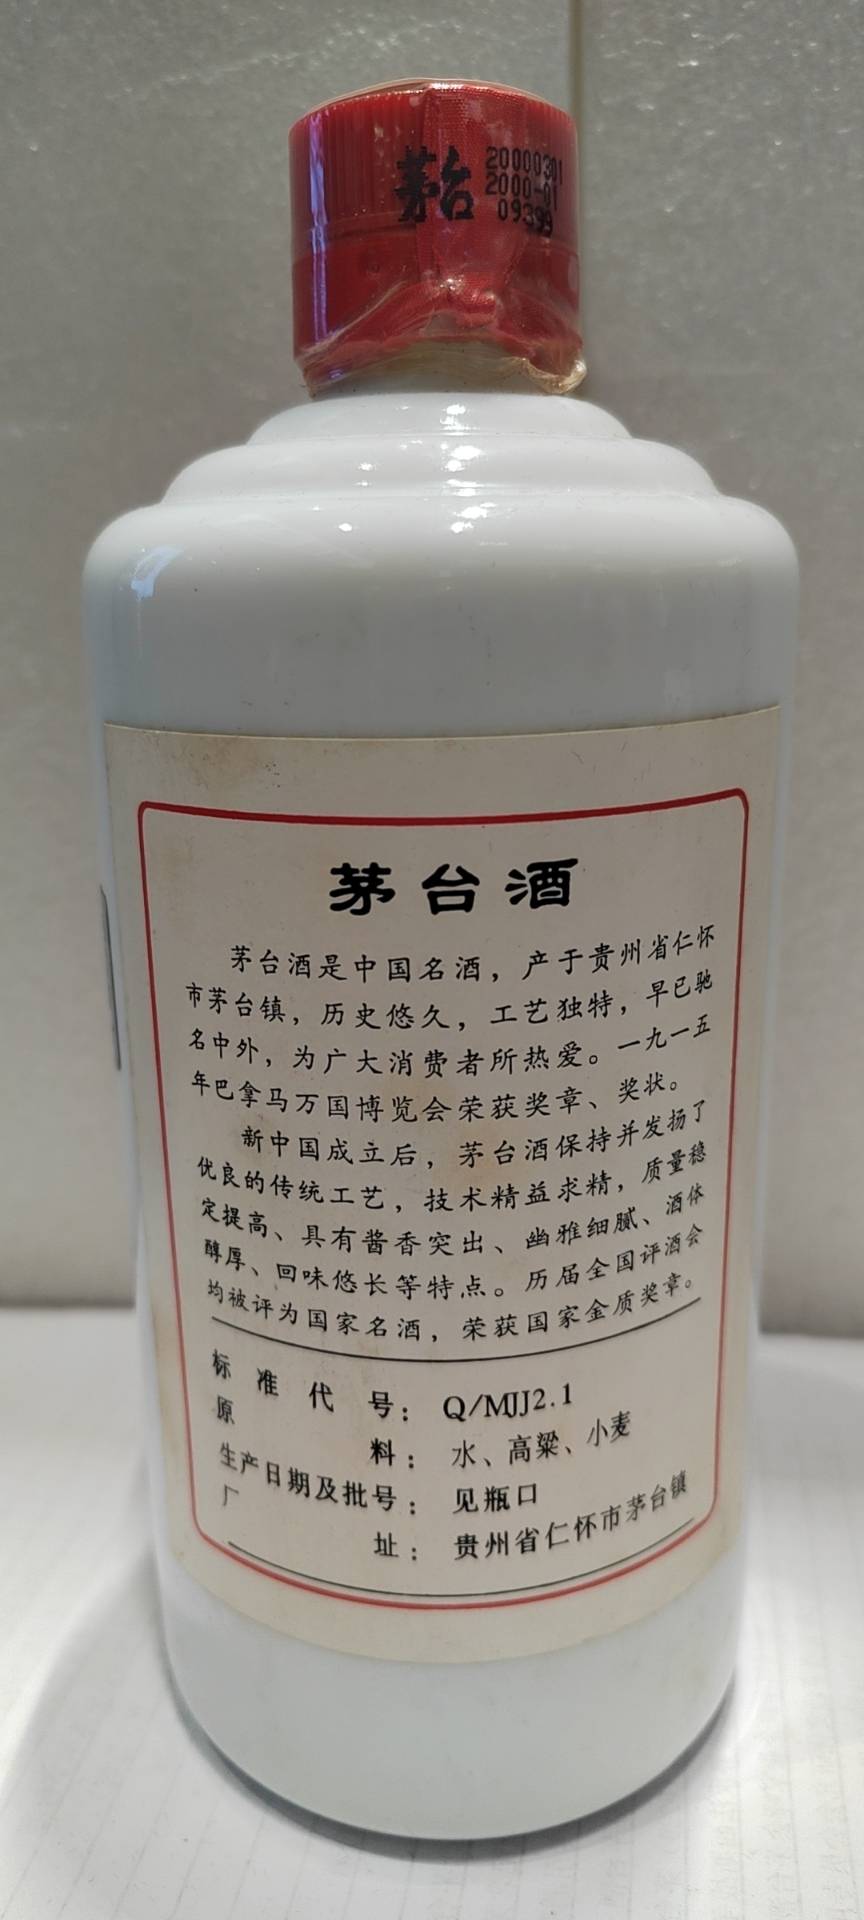 茅台
20000301
2000-01
09399
茅台酒
茅台酒是中国名酒，产于贵州省仁怀
市茅台镇，历史悠久，工艺独特，早已驰
名中外，为广大消费者所热爱。一九一五
年巴拿马万国博览会荣获奖章、奖状。
新中国成立后，茅台酒保持并发扬了
优良的传统工艺，技术精益求精，质量稳
定提高、具有酱香突出、幽雅细腻、酒体
醇厚、回味悠长等特点。历届全国评酒会
均被评为国家名酒，荣获国家金质奖章。
标准代号：Q/MJJ2.1
原料：水、高粱、小麦
生产日期及批号：见瓶口
厂址：贵州省仁怀市茅台镇